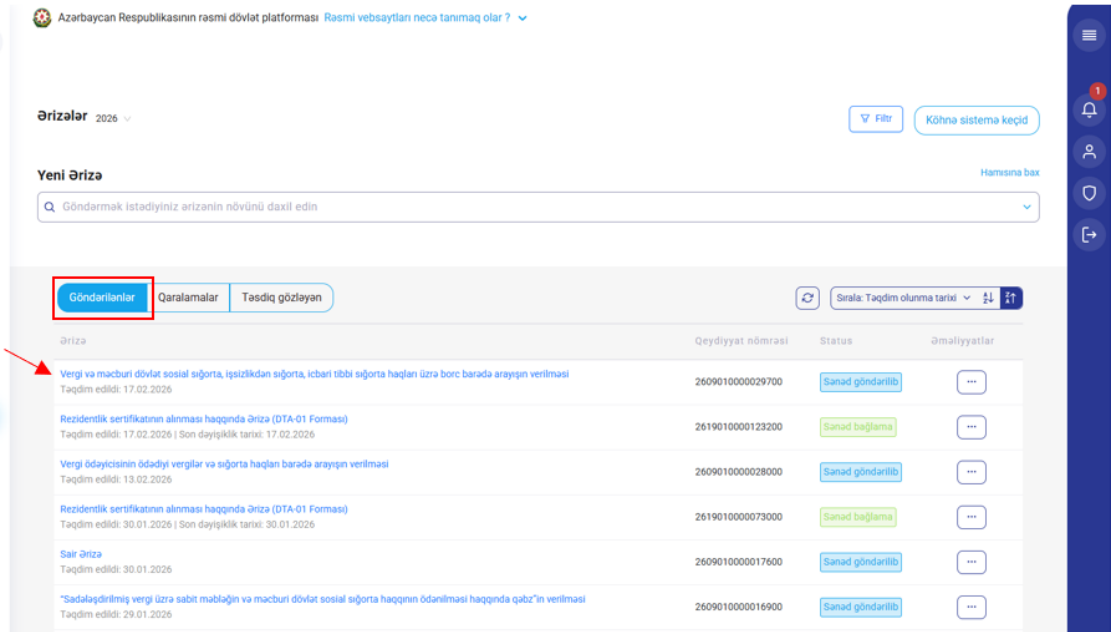 Azərbaycan Respublikasının rəsmi dövlət platforması Rəsmi vebsaytları necə tanımaq olar ?
1
Ərizələr 2026
Filtr
Köhnə sistemə keçid
Yeni Ərizə
Hamısına bax
Göndərmək istədiyiniz ərizənin növünü daxil edin
Göndərilənlər Qaralamalar Təsdiq gözləyən
Sırala: Təqdim olunma tarixi
Ərizə Qeydiyyat nömrəsi Status Əməliyyatlar
Vergi və məcburi dövlət sosial sığorta, işsizlikdən sığorta, icbari tibbi sığorta haqları üzrə borc barədə arayışın verilməsi
Təqdim edildi: 17.02.2026
2609010000029700 Sənəd göndərilib ...
Rezidentlik sertifikatının alınması haqqında Ərizə (DTA-01 Forması)
Təqdim edildi: 17.02.2026 | Son dəyişiklik tarixi: 17.02.2026
2619010000123200 Sənəd bağlama ...
Vergi ödəyicisinin ödədiyi vergilər və sığorta haqları barədə arayışın verilməsi
Təqdim edildi: 13.02.2026
2609010000028000 Sənəd göndərilib ...
Rezidentlik sertifikatının alınması haqqında Ərizə (DTA-01 Forması)
Təqdim edildi: 30.01.2026 | Son dəyişiklik tarixi: 30.01.2026
2619010000073000 Sənəd bağlama ...
Sair Ərizə
Təqdim edildi: 30.01.2026
2609010000017600 Sənəd göndərilib ...
"Sadələşdirilmiş vergi üzrə sabit məbləğin və məcburi dövlət sosial sığorta haqqının ödənilməsi haqqında qəbz"in verilməsi
Təqdim edildi: 29.01.2026
2609010000016900 Sənəd göndərilib ...